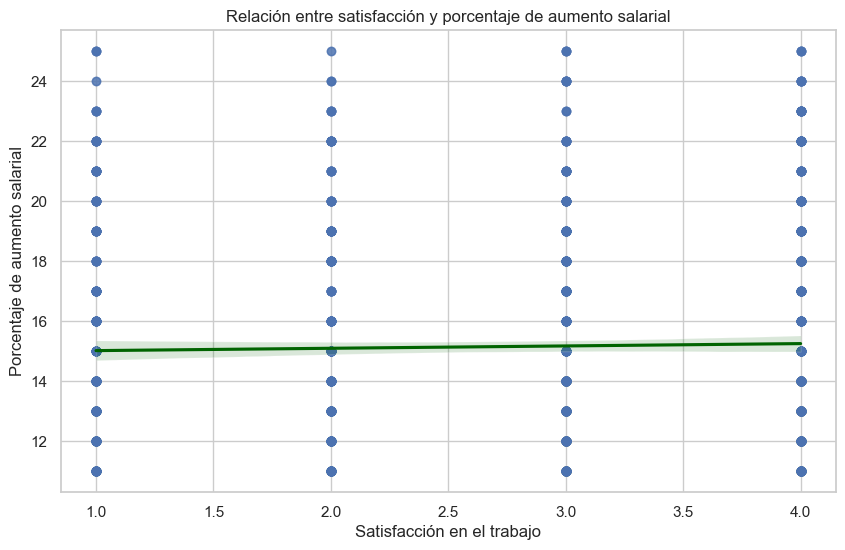 Relación entre satisfacción y porcentaje de aumento salarial
Porcentaje de aumento salarial
24
22
20
18
16
14
12
1.0 1.5 2.0 2.5 3.0 3.5 4.0
Satisfacción en el trabajo